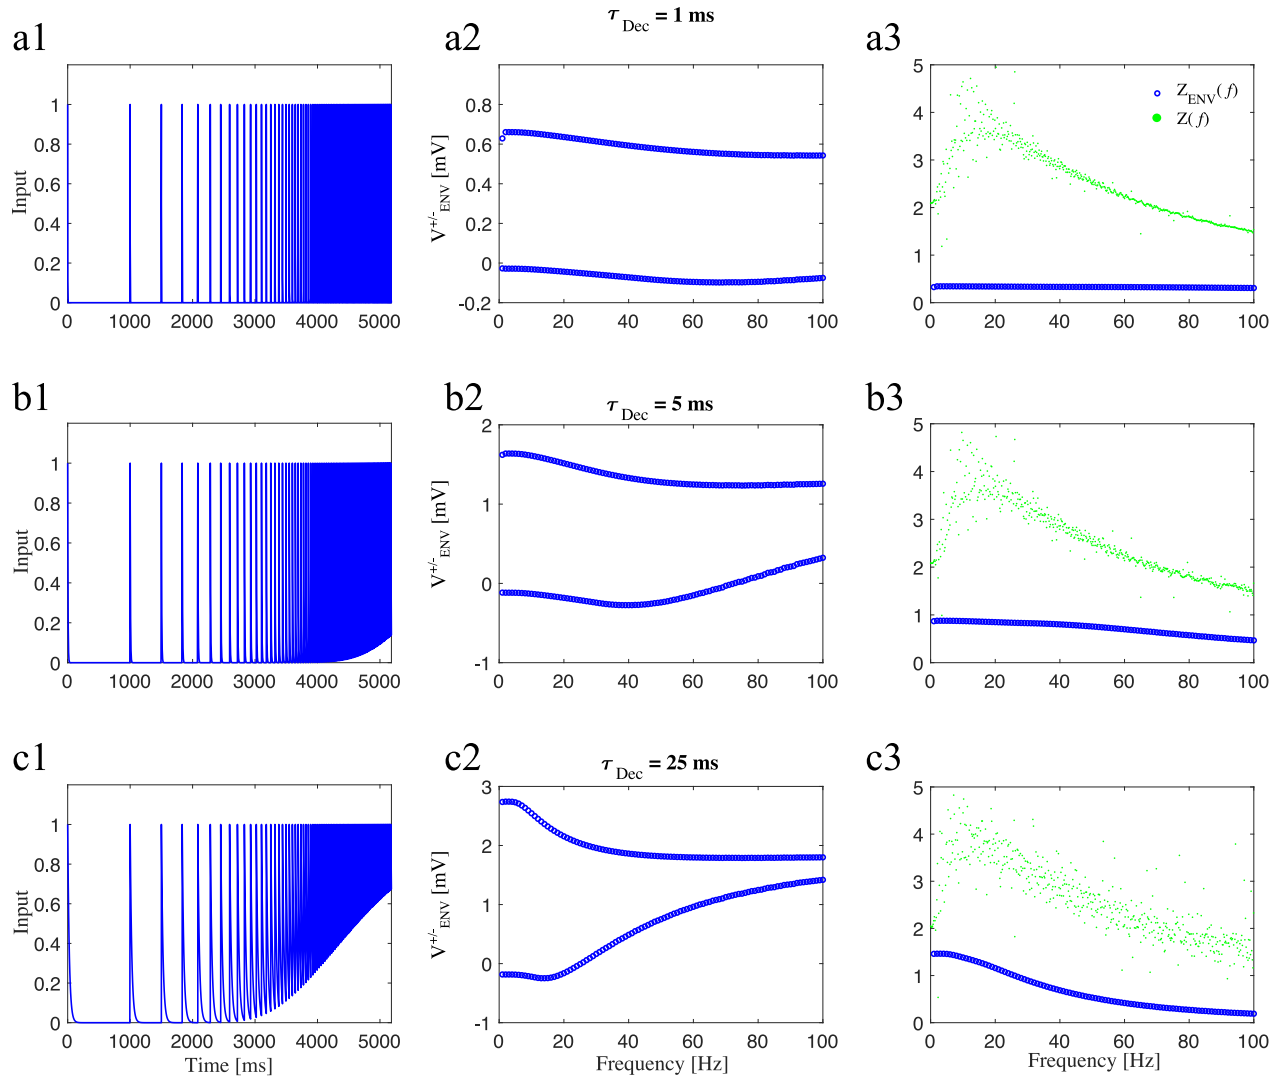 τ Dec = 1 ms
a1
a2
a3
1
0.8
0.6
0.4
0.2
0
Input
0 1000 2000 3000 4000 5000
0.8
0.6
0.4
0.2
0
-0.2
V+/-ENV [mV]
0 20 40 60 80 100
5
4
3
2
1
0
ZENV(f)
Z(f)
0 20 40 60 80 100
b1
b2
b3
τ Dec = 5 ms
1
0.8
0.6
0.4
0.2
0
Input
0 1000 2000 3000 4000 5000
2
1
0
-1
V+/-ENV [mV]
0 20 40 60 80 100
5
4
3
2
1
0
0 20 40 60 80 100
c1
c2
c3
τ Dec = 25 ms
1
0.8
0.6
0.4
0.2
0
Input
0 1000 2000 3000 4000 5000
Time [ms]
3
2
1
0
-1
V+/-ENV [mV]
0 20 40 60 80 100
Frequency [Hz]
5
4
3
2
1
0
0 20 40 60 80 100
Frequency [Hz]